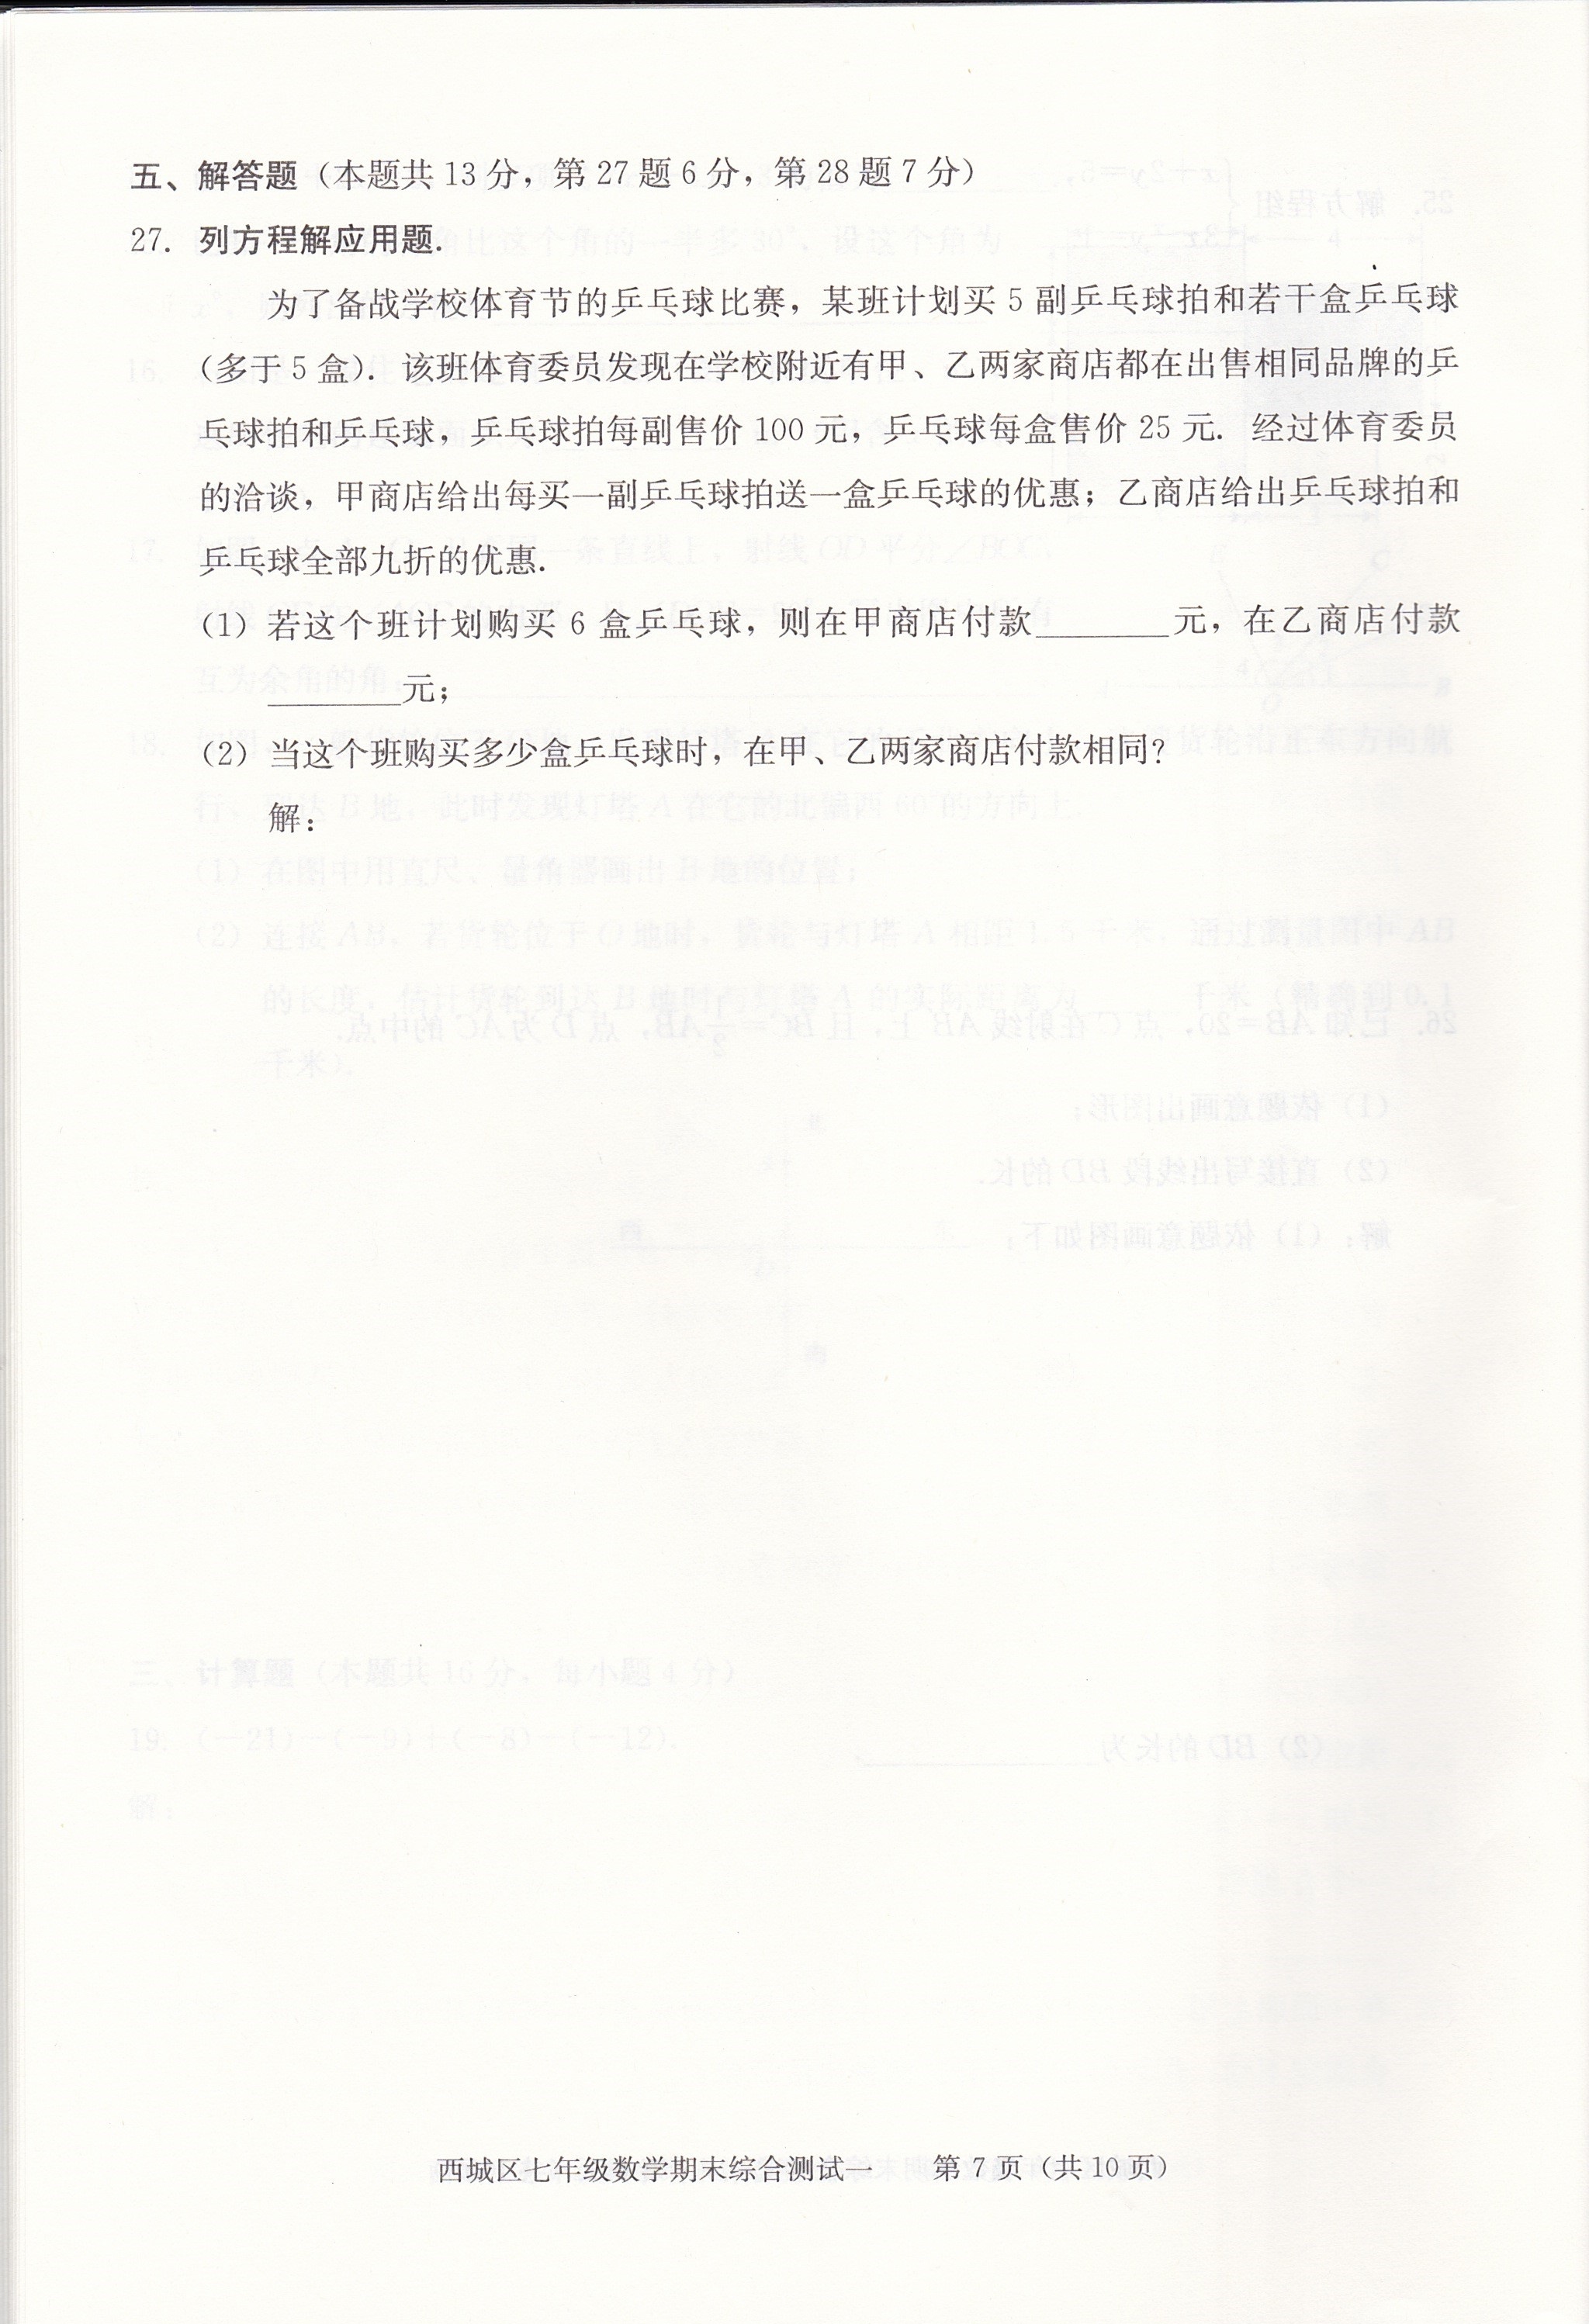 五、解答题（本题共 13 分，第 27 题 6 分，第 28 题 7 分）
27. 列方程解应用题.
为了备战学校体育节的乒乓球比赛，某班计划买 5 副乒乓球拍和若干盒乒乓球
（多于 5 盒）. 该班体育委员发现在学校附近有甲、乙两家商店都在出售相同品牌的乒
乓球拍和乒乓球，乒乓球拍每副售价 100 元，乒乓球每盒售价 25 元. 经过体育委员
的洽谈，甲商店给出每买一副乒乓球拍送一盒乒乓球的优惠；乙商店给出乒乓球拍和
乒乓球全部九折的优惠.
（1）若这个班计划购买 6 盒乒乓球，则在甲商店付款________元，在乙商店付款
________元；
（2）当这个班购买多少盒乒乓球时，在甲、乙两家商店付款相同？
解：
西城区七年级数学期末综合测试一　第 7 页（共 10 页）